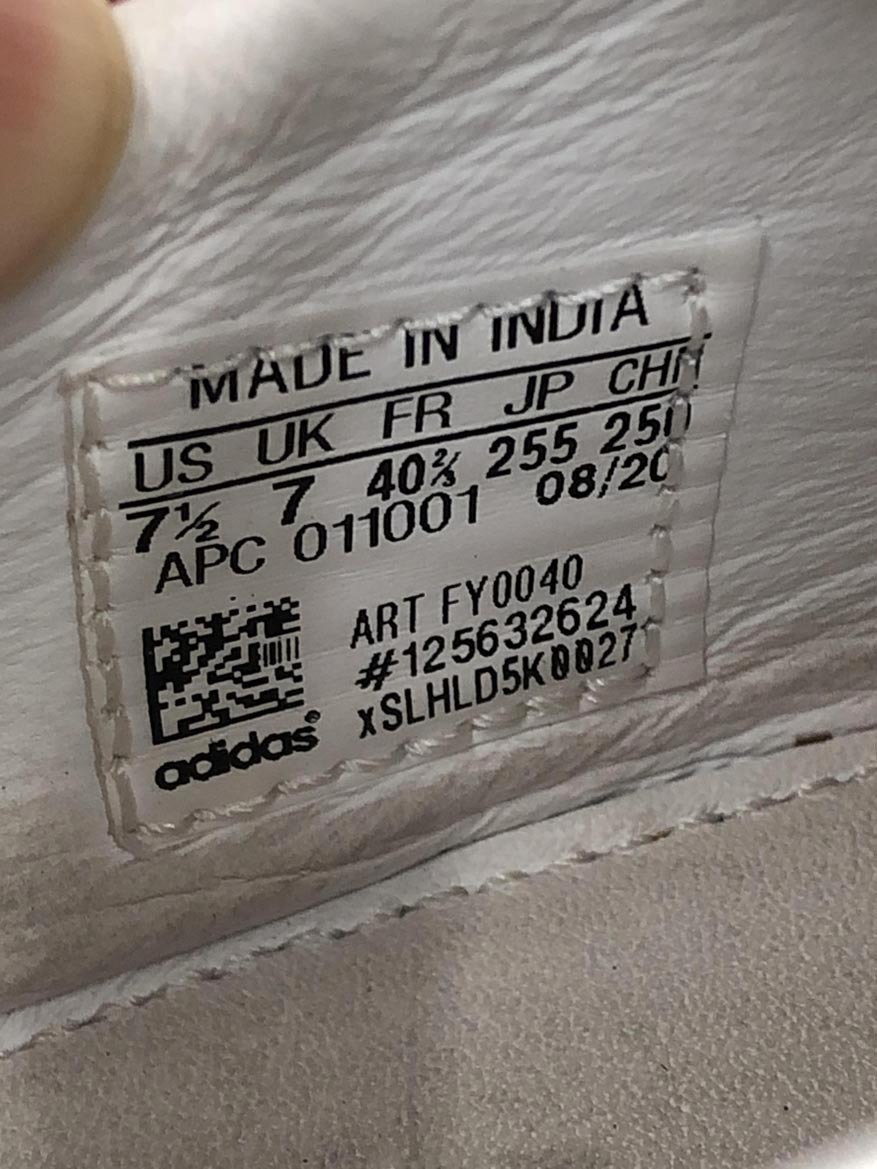 MADE IN INDIA
US UK FR JP CHN
7½ 7 40⅔ 255 250
APC 011001 08/20
ART FY0040
#125632624
xSLHLD5K0027
adidas®